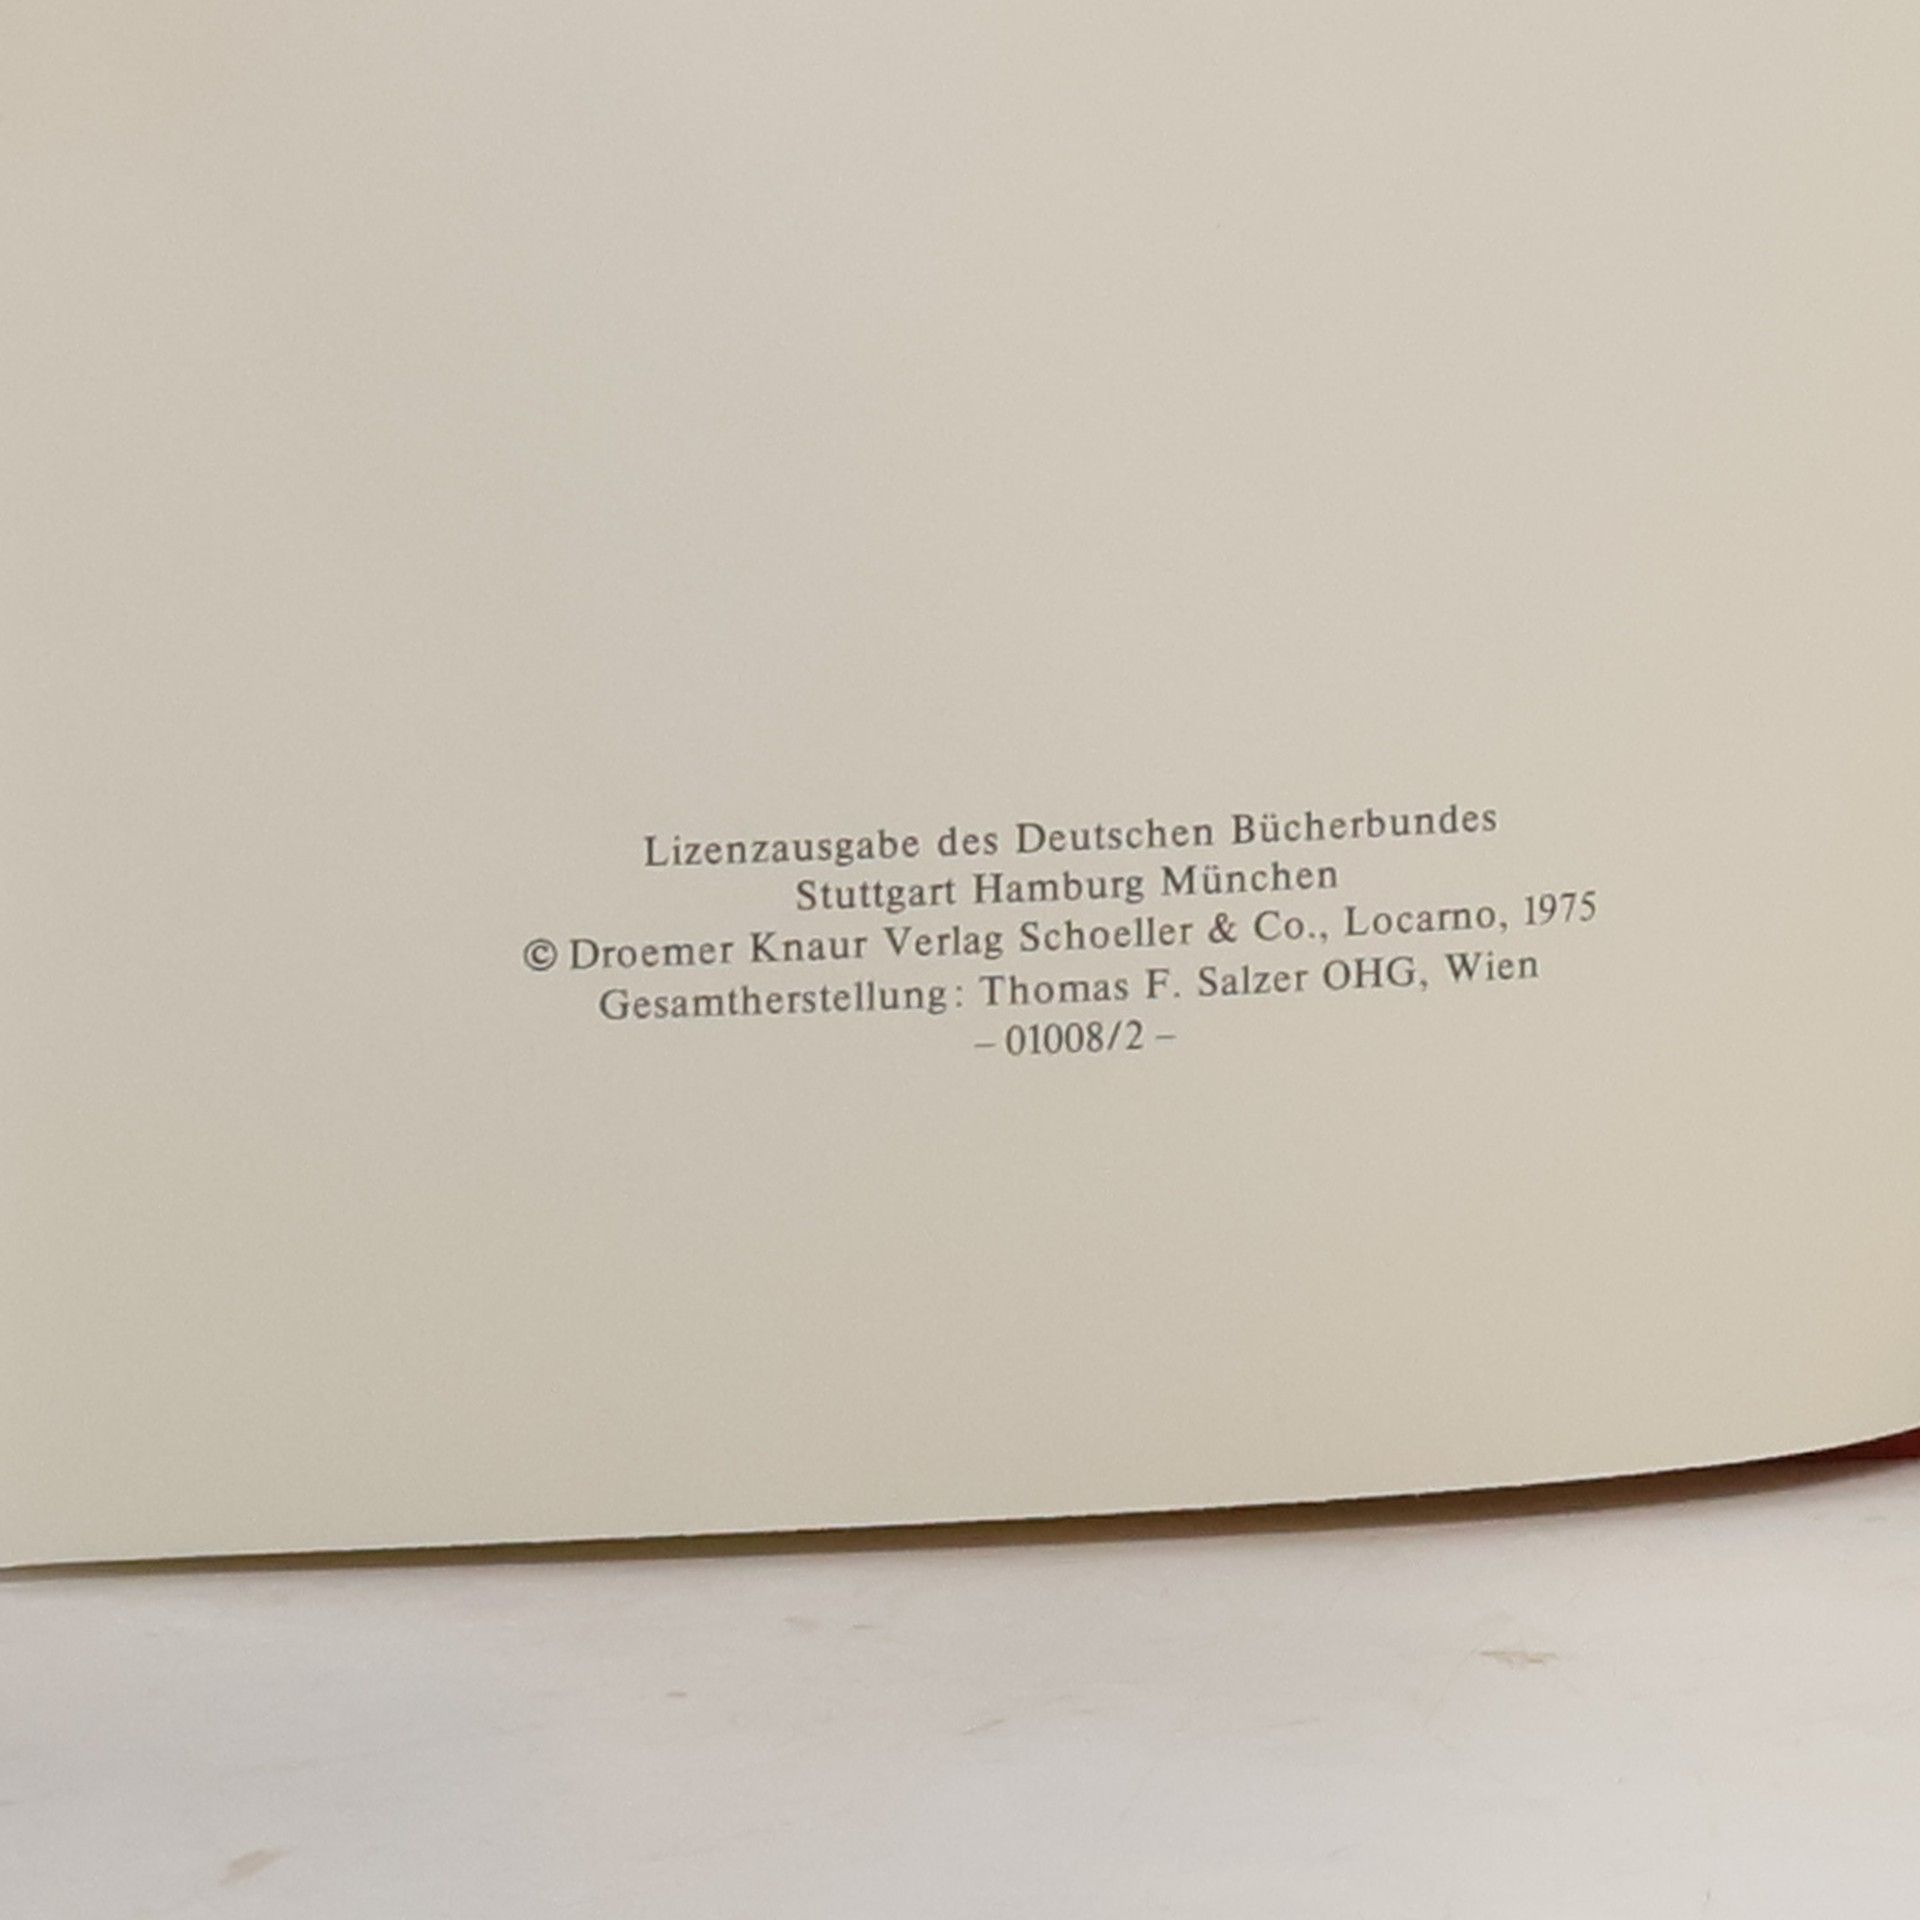 Lizenzausgabe des Deutschen Bücherbundes
Stuttgart Hamburg München
© Droemer Knaur Verlag Schoeller & Co., Locarno, 1975
Gesamtherstellung: Thomas F. Salzer OHG, Wien
– 01008/2 –